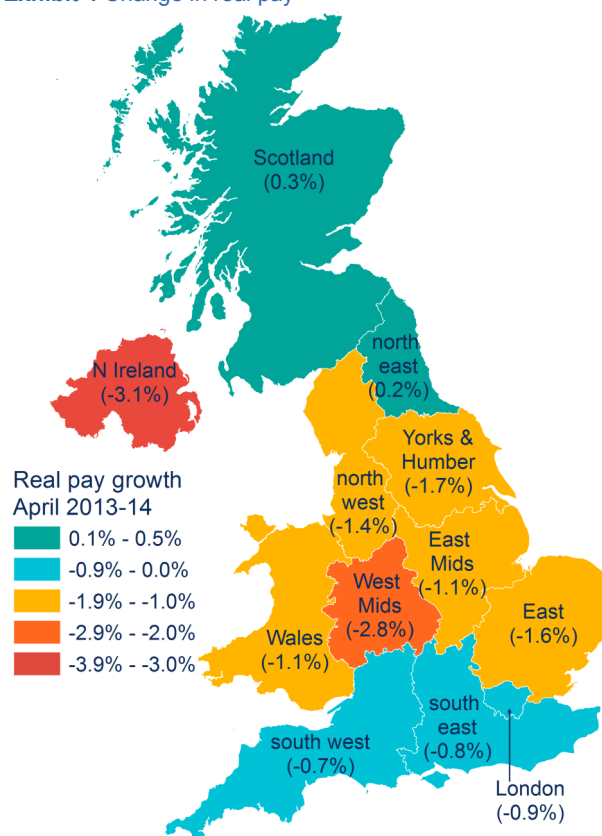 Scotland
(0.3%)
north
east
(0.2%)
N Ireland
(-3.1%)
Yorks &
Humber
(-1.7%)
north
west
(-1.4%)
East
Mids
(-1.1%)
West
Mids
(-2.8%)
East
(-1.6%)
Wales
(-1.1%)
south west
(-0.7%)
south
east
(-0.8%)
London
(-0.9%)
Real pay growth
April 2013-14
0.1% - 0.5%
-0.9% - 0.0%
-1.9% - -1.0%
-2.9% - -2.0%
-3.9% - -3.0%